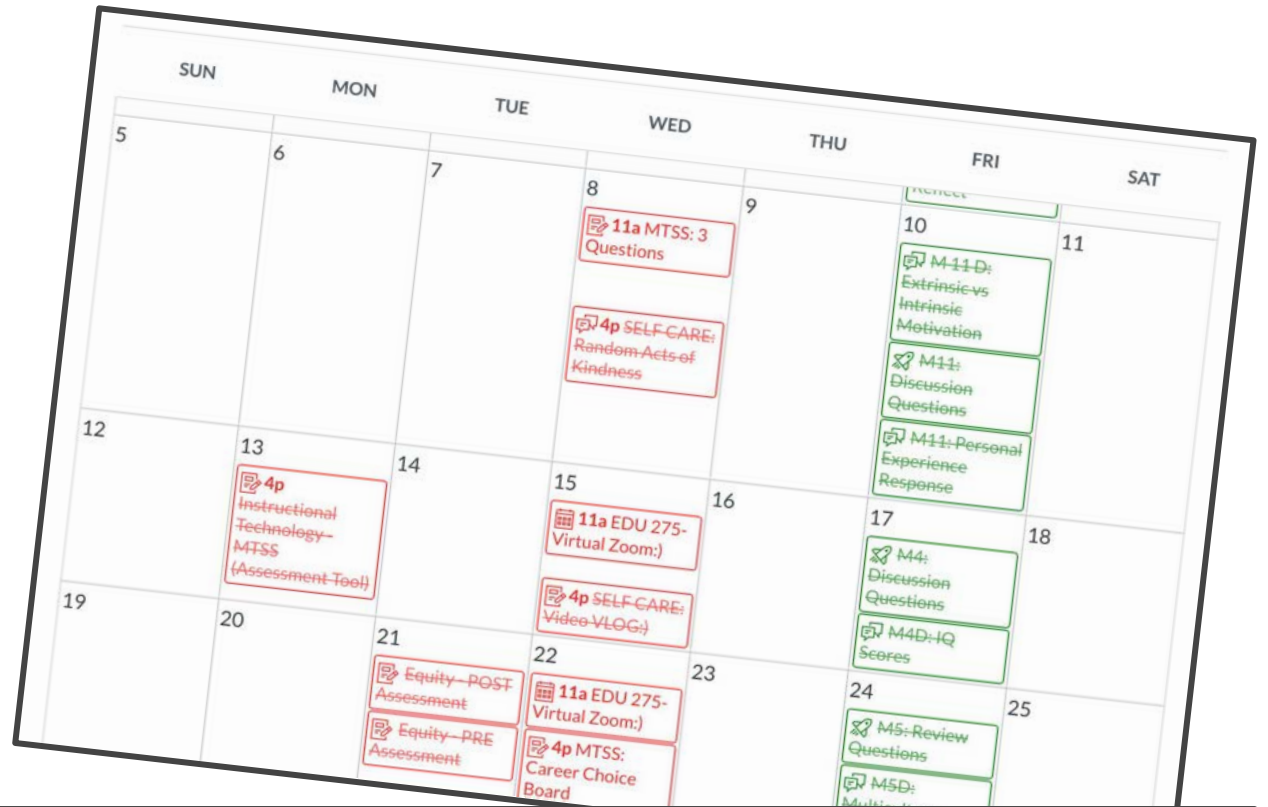 SUN MON TUE WED THU FRI SAT
Reflect
5 6 7 8 9 10 11
11a MTSS: 3
Questions
4p SELF CARE:
Random Acts of
Kindness
M 11 D:
Extrinsic vs
Intrinsic
Motivation
M11:
Discussion
Questions
M11: Personal
Experience
Response
12 13 14 15 16 17 18
4p
Instructional
Technology -
MTSS
(Assessment Tool)
11a EDU 275-
Virtual Zoom:)
4p SELF CARE:
Video VLOG:)
M4:
Discussion
Questions
M4D: IQ
Scores
19 20 21 22 23 24 25
Equity - POST
Assessment
Equity - PRE
Assessment
11a EDU 275-
Virtual Zoom:)
4p MTSS:
Career Choice
Board
M5: Review
Questions
M5D: